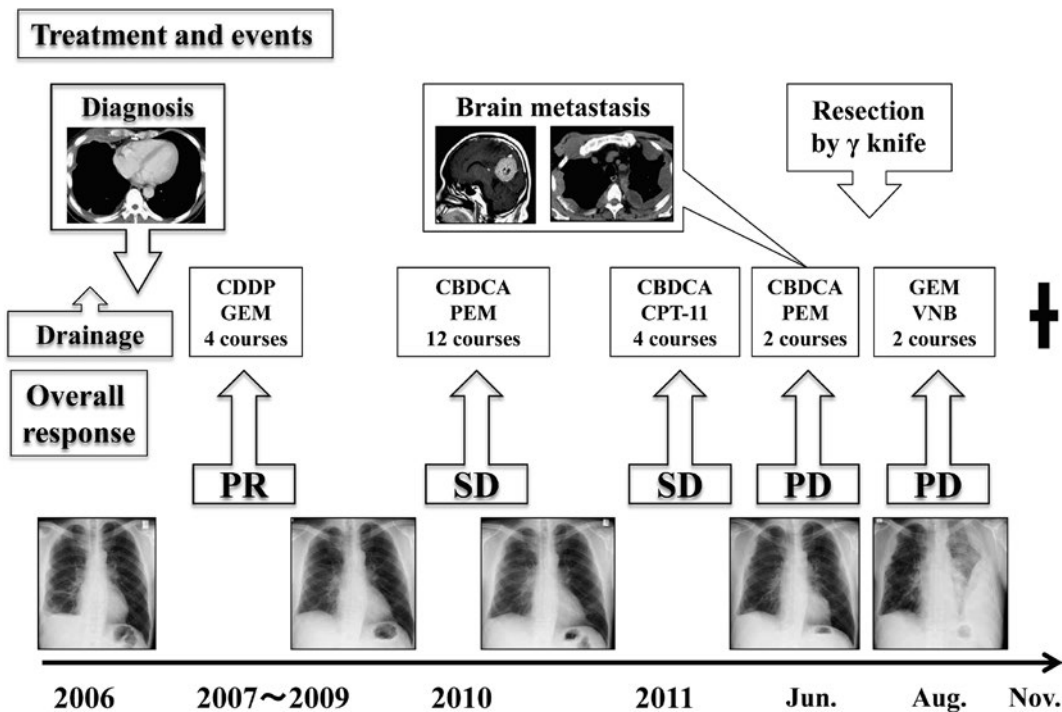 Treatment and events
Diagnosis
Brain metastasis
Resection
by γ knife
Drainage
CDDP
GEM
4 courses
CBDCA
PEM
12 courses
CBDCA
CPT-11
4 courses
CBDCA
PEM
2 courses
GEM
VNB
2 courses
Overall
response
PR
SD
SD
PD
PD
2006
2007〜2009
2010
2011
Jun.
Aug.
Nov.